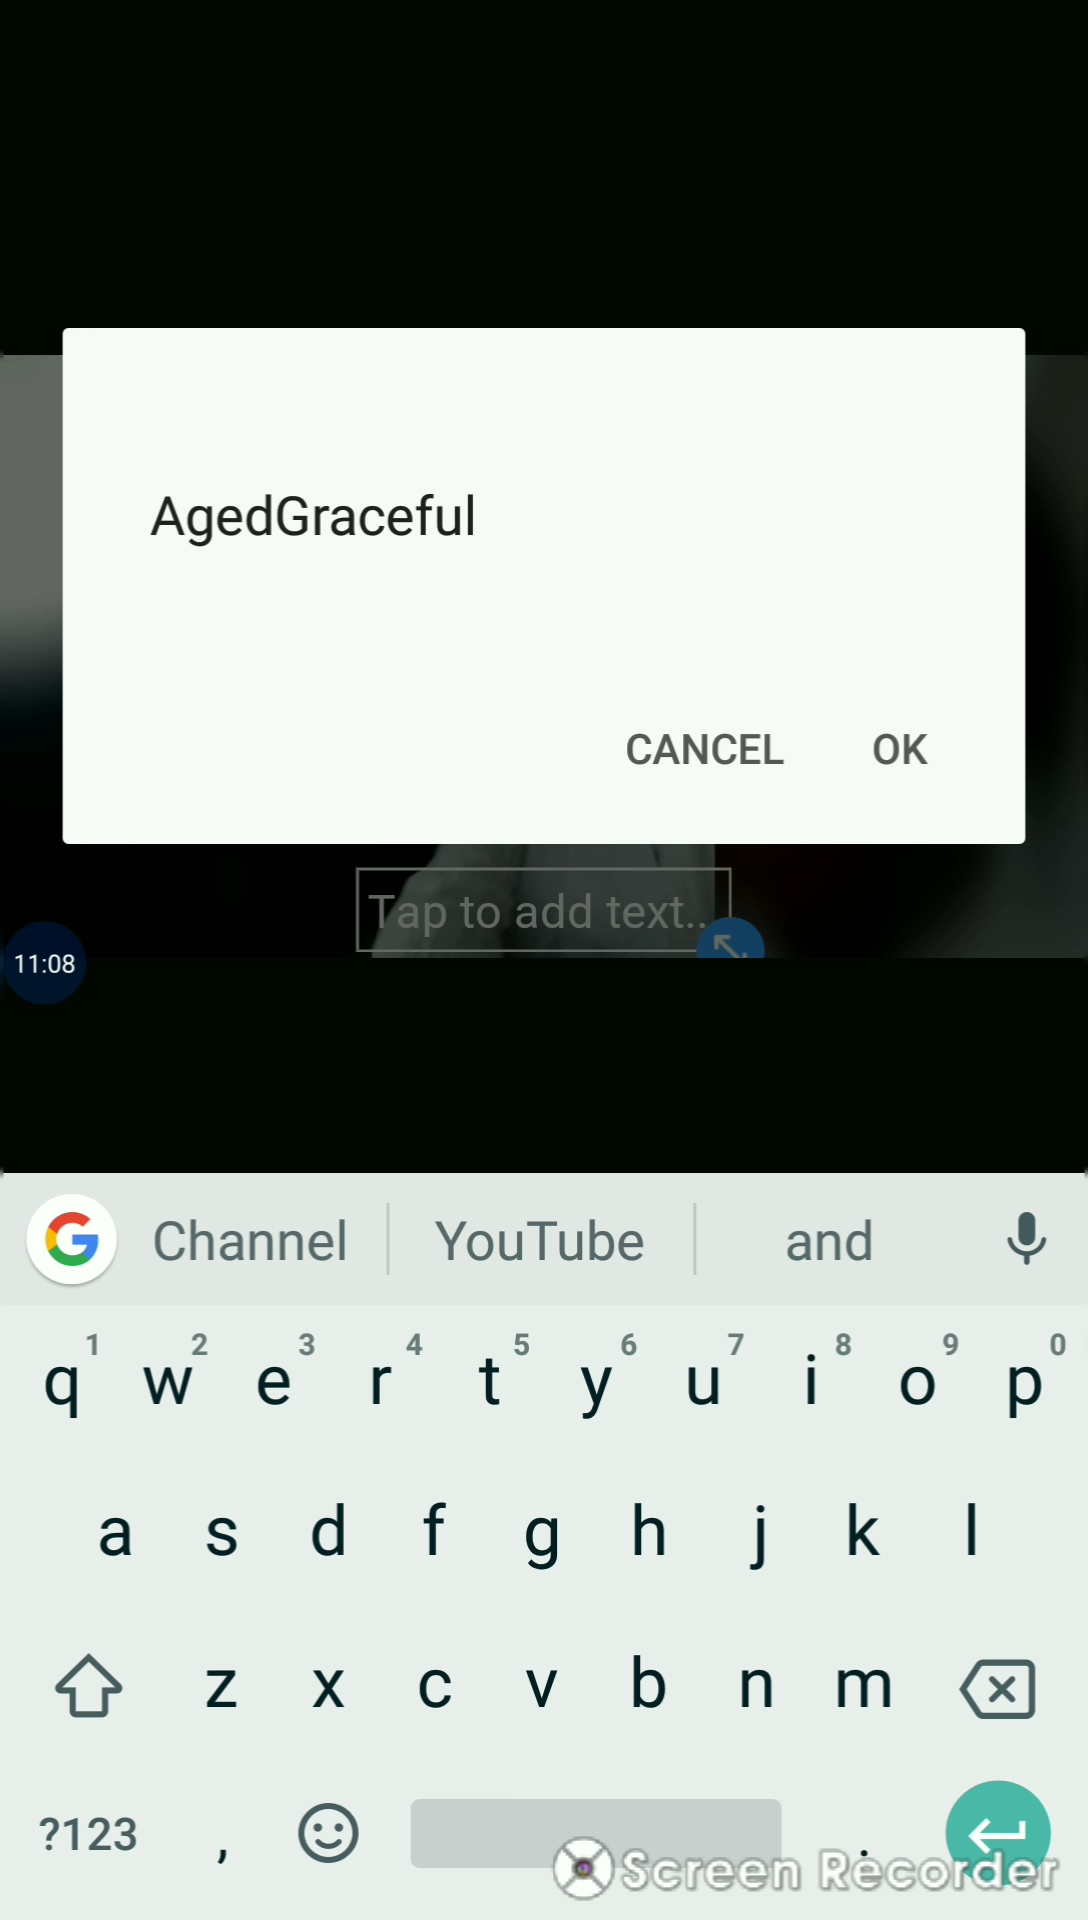 AgedGraceful
CANCEL OK
Tap to add text..
11:08
G Channel YouTube and
1 2 3 4 5 6 7 8 9 0
q w e r t y u i o p
a s d f g h j k l
z x c v b n m
?123 , .
Screen Recorder